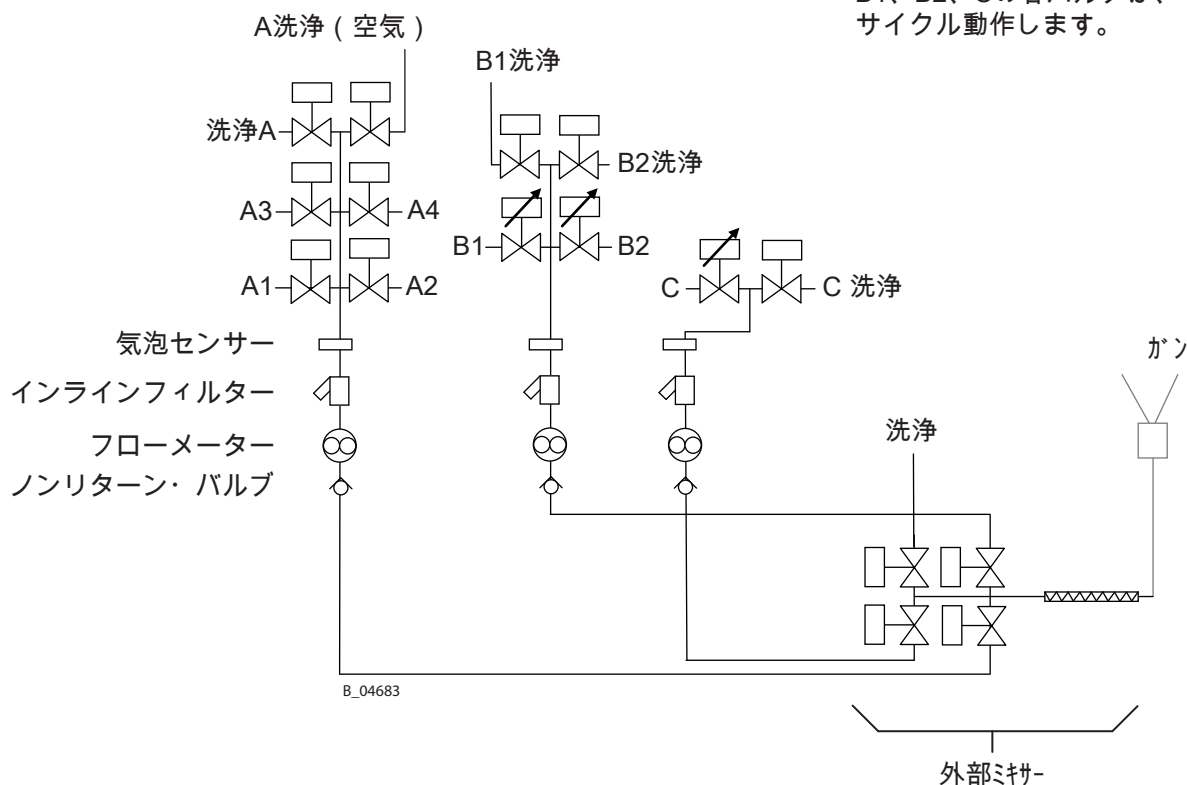 サイクル動作します。
A洗浄 ( 空気 )
B1洗浄
洗浄A
B2洗浄
A3
A4
B1
B2
A1
A2
C
C 洗浄
気泡センサー
ガン
インラインフィルター
洗浄
フローメーター
ノンリターン・バルブ
B_04683
外部ミキサー